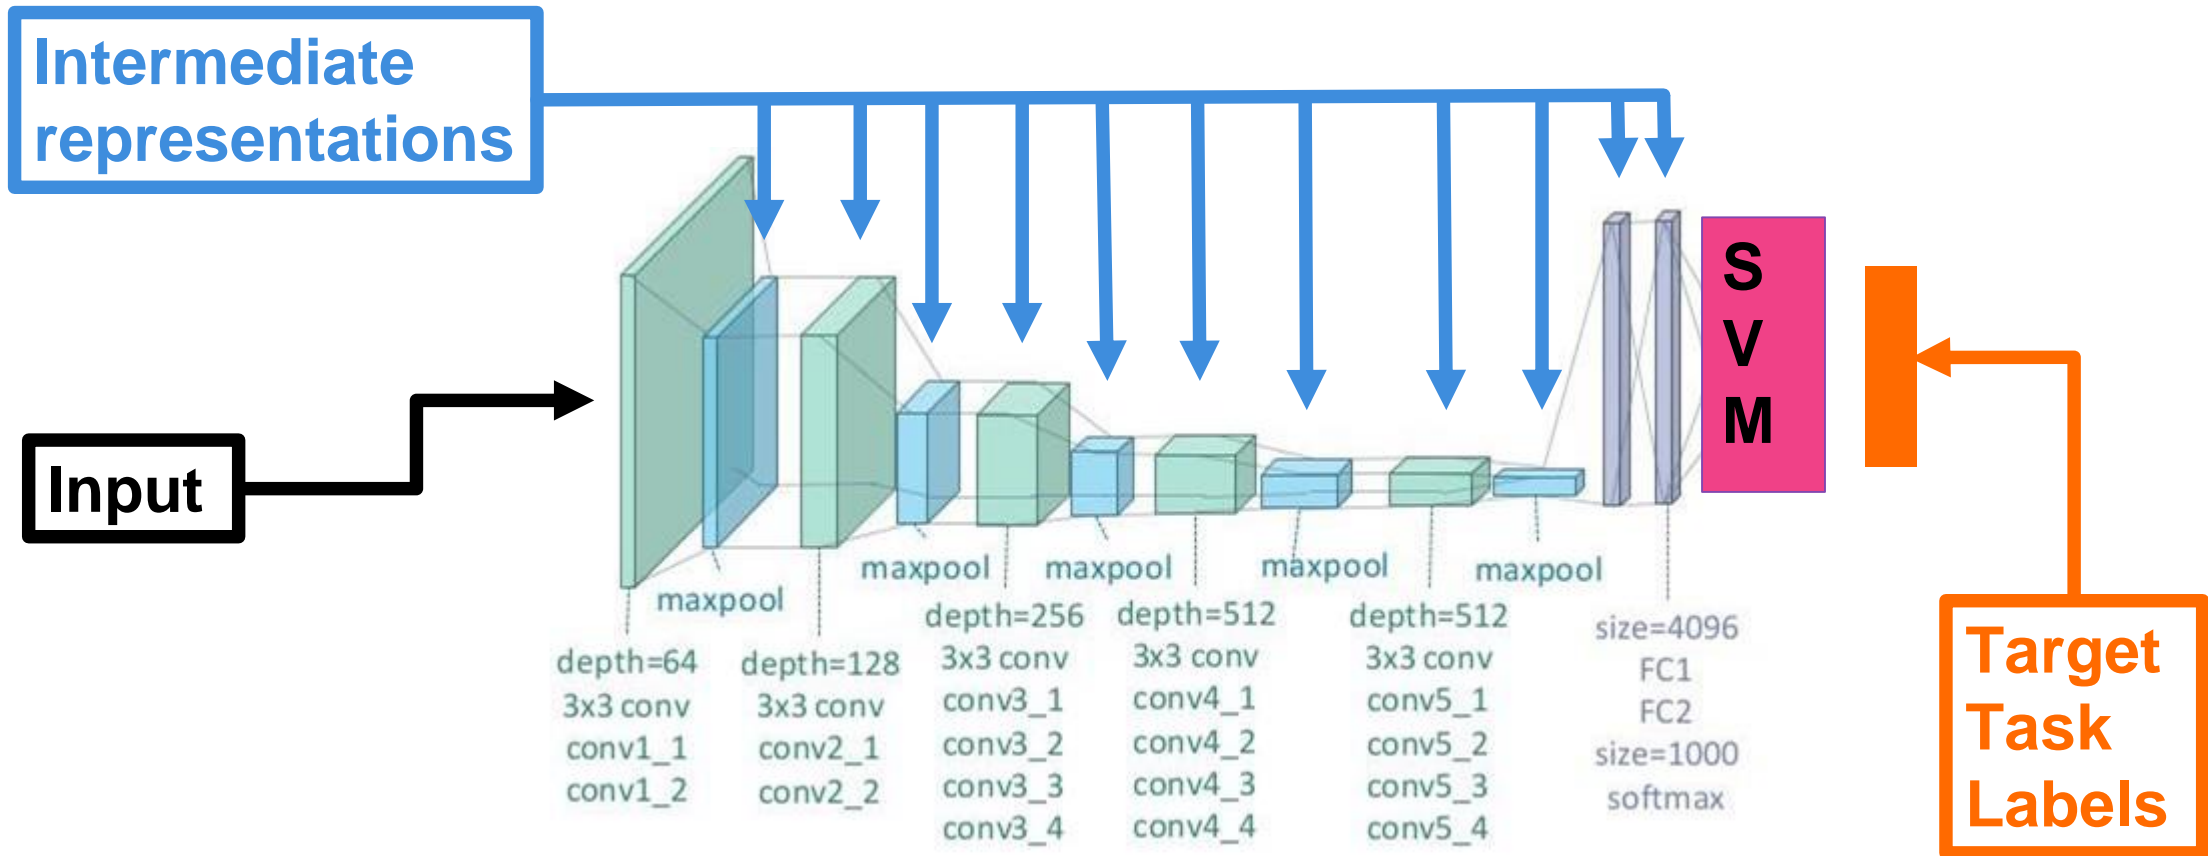 Intermediate
representations
Input
S
V
M
maxpool
maxpool
maxpool
maxpool
maxpool
depth=64
3x3 conv
conv1_1
conv1_2
depth=128
3x3 conv
conv2_1
conv2_2
depth=256
3x3 conv
conv3_1
conv3_2
conv3_3
conv3_4
depth=512
3x3 conv
conv4_1
conv4_2
conv4_3
conv4_4
depth=512
3x3 conv
conv5_1
conv5_2
conv5_3
conv5_4
size=4096
FC1
FC2
size=1000
softmax
Target
Task
Labels